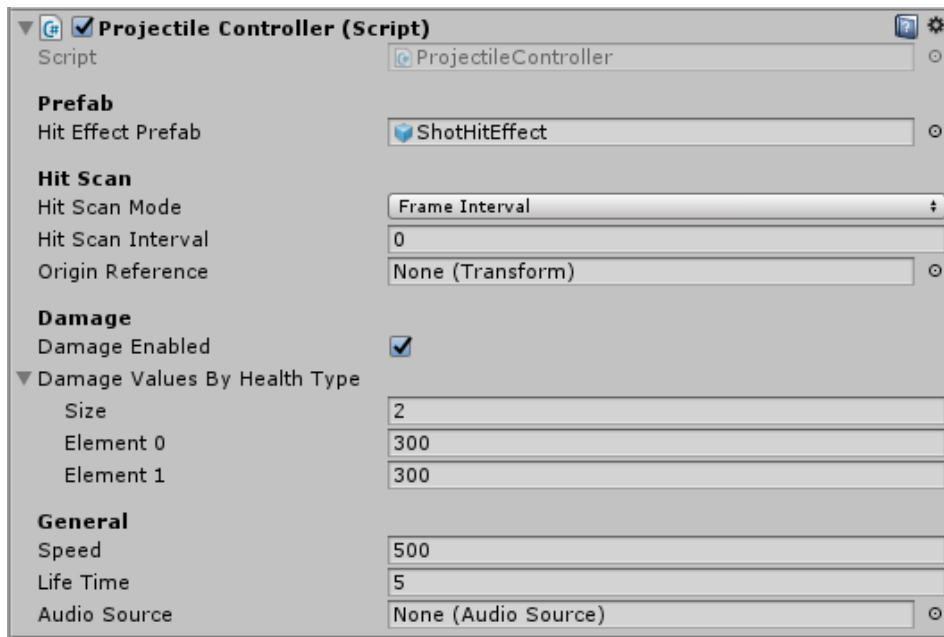 Projectile Controller (Script)
Script ProjectileController
Prefab
Hit Effect Prefab ShotHitEffect
Hit Scan
Hit Scan Mode Frame Interval
Hit Scan Interval 0
Origin Reference None (Transform)
Damage
Damage Enabled
Damage Values By Health Type
Size 2
Element 0 300
Element 1 300
General
Speed 500
Life Time 5
Audio Source None (Audio Source)